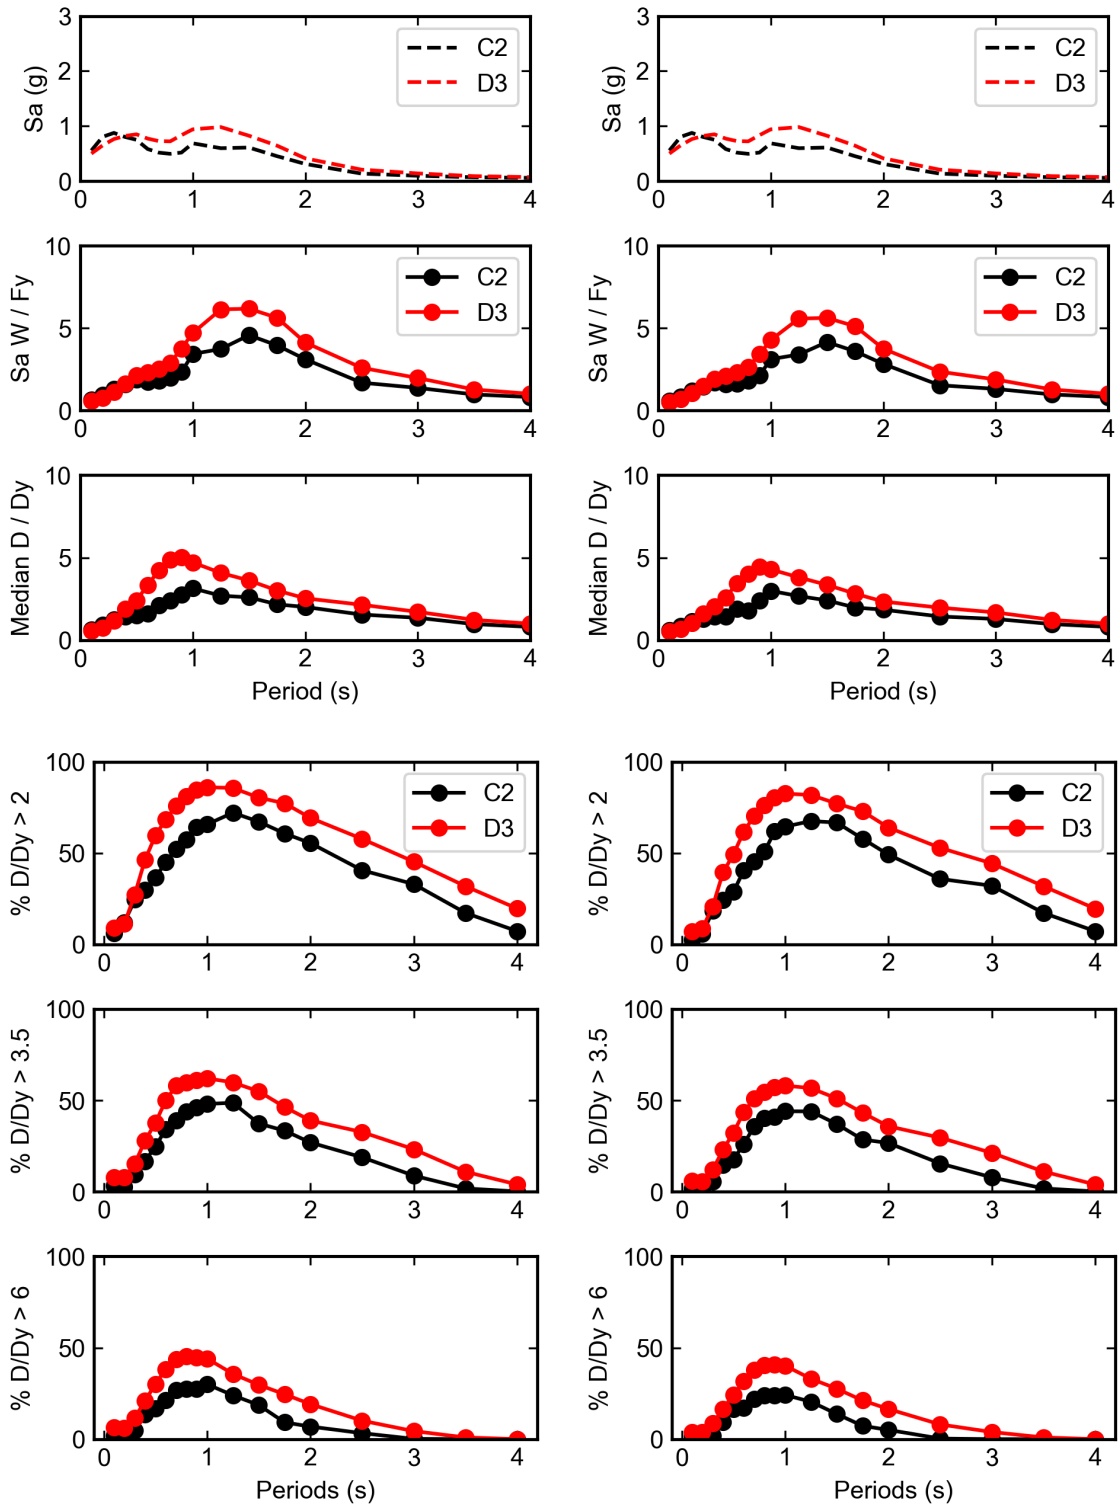 Sa (g)
3
2
1
0
0 1 2 3 4
C2
D3
Sa (g)
3
2
1
0
0 1 2 3 4
C2
D3
Sa W / Fy
10
5
0
0 1 2 3 4
C2
D3
Sa W / Fy
10
5
0
0 1 2 3 4
C2
D3
Median D / Dy
10
5
0
0 1 2 3 4
Period (s)
Median D / Dy
10
5
0
0 1 2 3 4
Period (s)
% D/Dy > 2
100
50
0
0 1 2 3 4
C2
D3
% D/Dy > 2
100
50
0
0 1 2 3 4
C2
D3
% D/Dy > 3.5
100
50
0
0 1 2 3 4
% D/Dy > 3.5
100
50
0
0 1 2 3 4
% D/Dy > 6
100
50
0
0 1 2 3 4
Periods (s)
% D/Dy > 6
100
50
0
0 1 2 3 4
Periods (s)